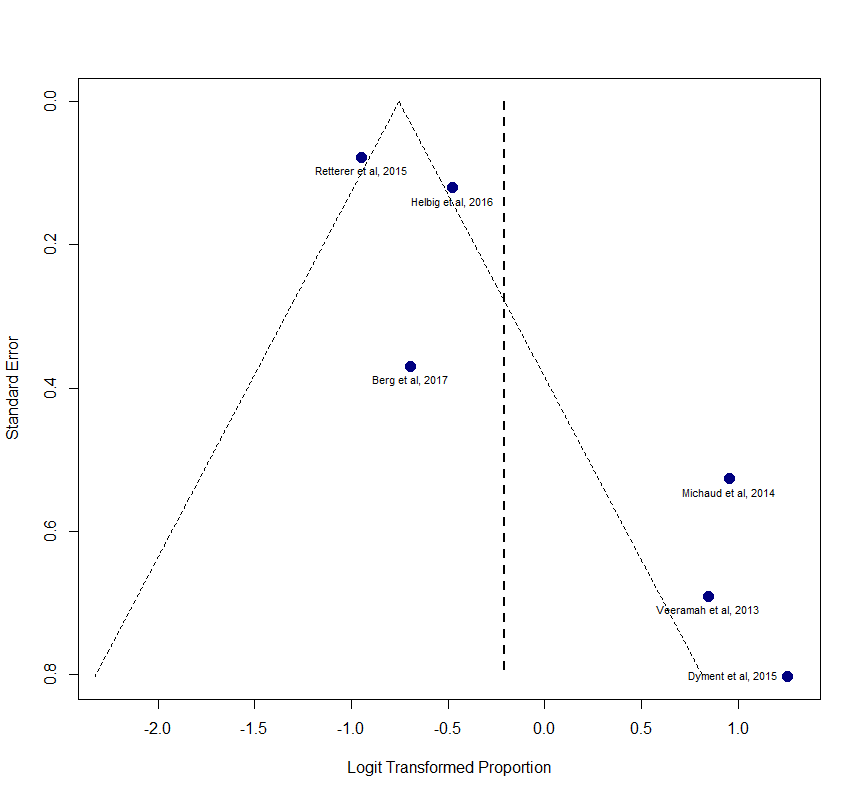 0.0
0.2
0.4
0.6
0.8
Standard Error
Retterer et al, 2015
Helbig et al, 2016
Berg et al, 2017
Michaud et al, 2014
Veeramah et al, 2013
Dyment et al, 2015
-2.0 -1.5 -1.0 -0.5 0.0 0.5 1.0
Logit Transformed Proportion